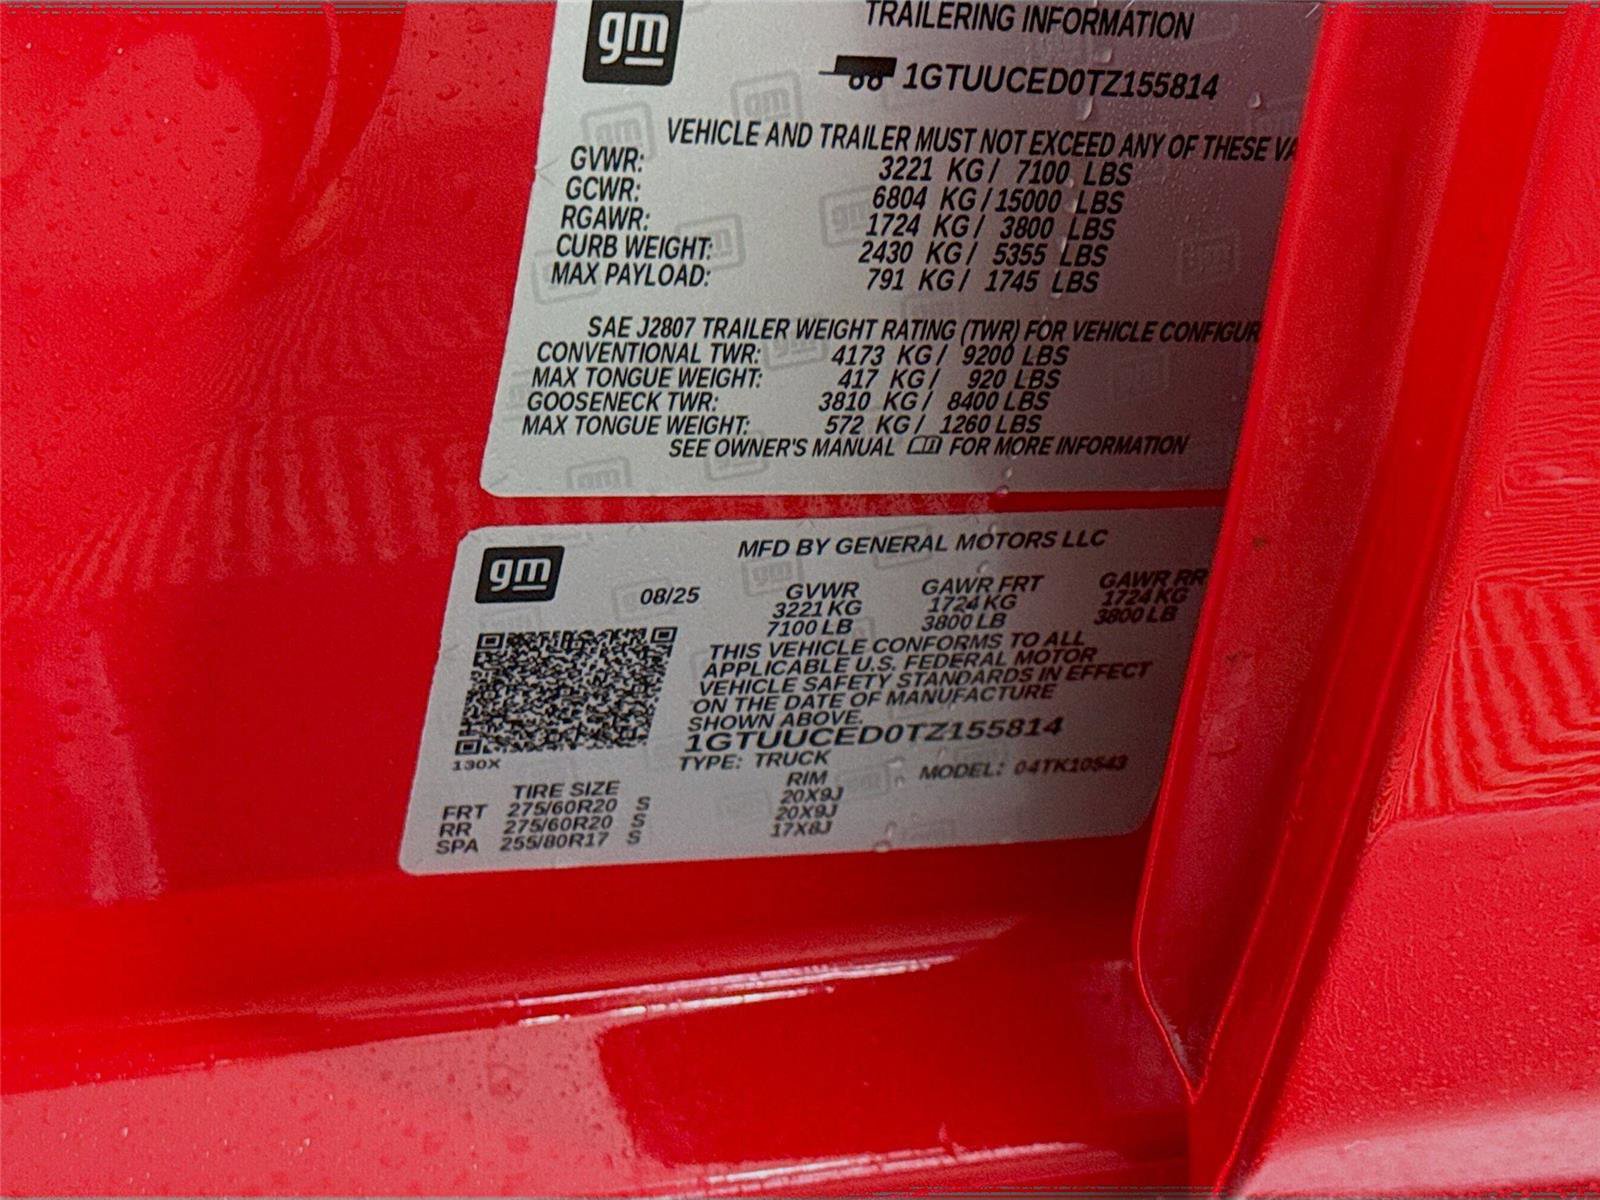 gm
TRAILERING INFORMATION
1GTUUCED0TZ155814
VEHICLE AND TRAILER MUST NOT EXCEED ANY OF THESE VA
GVWR: 3221 KG / 7100 LBS
GCWR: 6804 KG / 15000 LBS
RGAWR: 1724 KG / 3800 LBS
CURB WEIGHT: 2430 KG / 5355 LBS
MAX PAYLOAD: 791 KG / 1745 LBS
SAE J2807 TRAILER WEIGHT RATING (TWR) FOR VEHICLE CONFIGUR
CONVENTIONAL TWR: 4173 KG / 9200 LBS
MAX TONGUE WEIGHT: 417 KG / 920 LBS
GOOSENECK TWR: 3810 KG / 8400 LBS
MAX TONGUE WEIGHT: 572 KG / 1260 LBS
SEE OWNER'S MANUAL FOR MORE INFORMATION
gm
MFD BY GENERAL MOTORS LLC
08/25 GVWR GAWR FRT GAWR RR
3221 KG 1724 KG 1724 KG
7100 LB 3800 LB 3800 LB
THIS VEHICLE CONFORMS TO ALL
APPLICABLE U.S. FEDERAL MOTOR
VEHICLE SAFETY STANDARDS IN EFFECT
ON THE DATE OF MANUFACTURE
SHOWN ABOVE.
1GTUUCED0TZ155814
130X
TYPE: TRUCK MODEL: 04TK10543
TIRE SIZE RIM
FRT 275/60R20 S 20X9J
RR 275/60R20 S 20X9J
SPA 255/80R17 S 17X8J